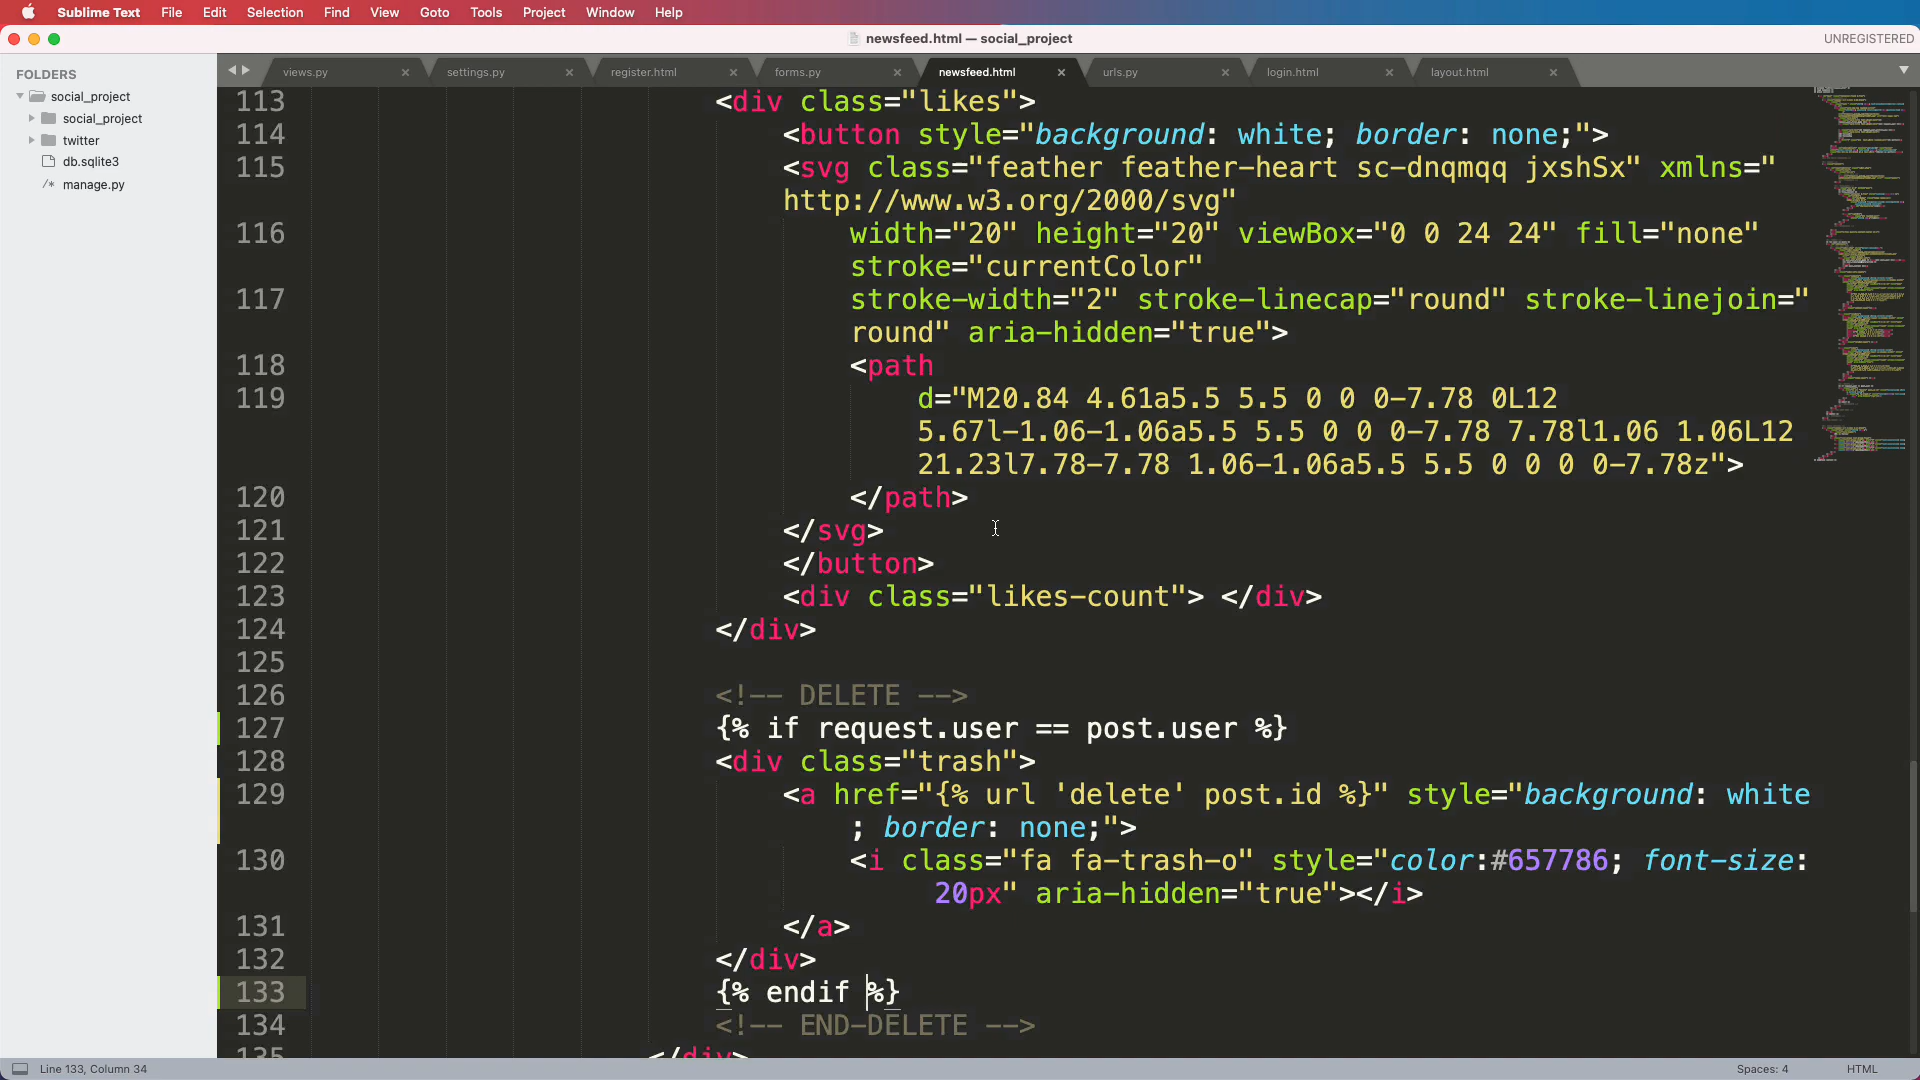 Sublime Text File Edit Selection Find View Goto Tools Project Window Help
newsfeed.html — social_project
UNREGISTERED
FOLDERS
social_project
social_project
twitter
db.sqlite3
/* manage.py
views.py settings.py register.html forms.py newsfeed.html urls.py login.html layout.html
113 <div class="likes">
114 <button style="background: white; border: none;">
115 <svg class="feather feather-heart sc-dnqmqq jxshSx" xmlns="
http://www.w3.org/2000/svg"
116 width="20" height="20" viewBox="0 0 24 24" fill="none"
stroke="currentColor"
117 stroke-width="2" stroke-linecap="round" stroke-linejoin="
round" aria-hidden="true">
118 <path
119 d="M20.84 4.61a5.5 5.5 0 0 0-7.78 0L12
5.67l-1.06-1.06a5.5 5.5 0 0 0-7.78 7.78l1.06 1.06L12
21.23l7.78-7.78 1.06-1.06a5.5 5.5 0 0 0 0-7.78z">
120 </path>
121 </svg>
122 </button>
123 <div class="likes-count"> </div>
124 </div>
125
126 <!-- DELETE -->
127 {% if request.user == post.user %}
128 <div class="trash">
129 <a href="{% url 'delete' post.id %}" style="background: white
; border: none;">
130 <i class="fa fa-trash-o" style="color:#657786; font-size:
20px" aria-hidden="true"></i>
131 </a>
132 </div>
133 {% endif %}
134 <!-- END-DELETE -->
135 </div>
Line 133, Column 34
Spaces: 4 HTML